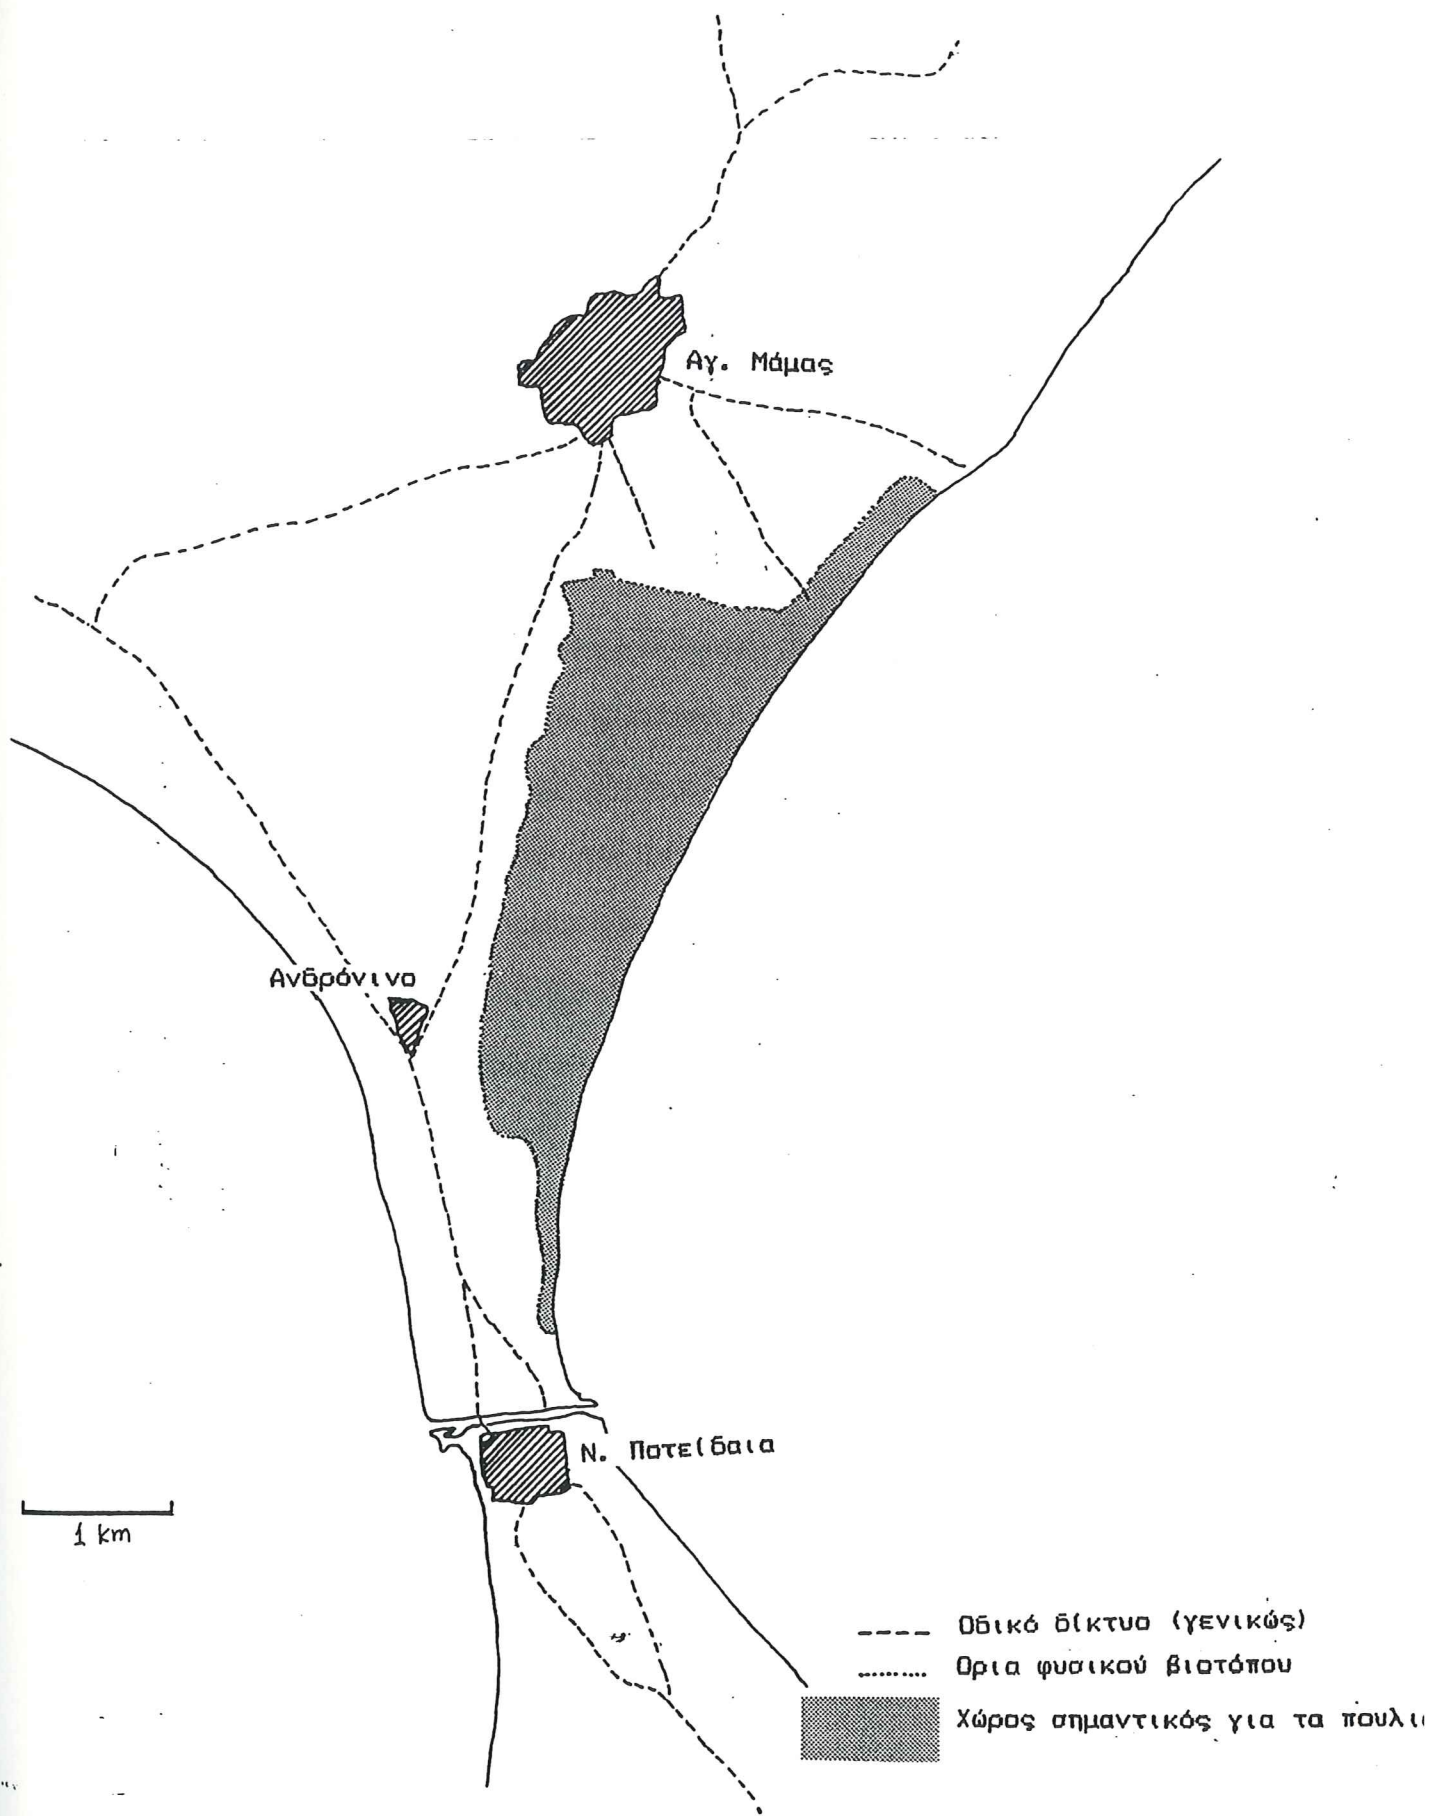 Αγ. Μάμας
Ανδρόνινο
Ν. Ποτείδαια
1 km
Οδικό δίκτυο (γενικώς)
Ορια φυσικού βιοτόπου
Χώρος σημαντικός για τα πουλι